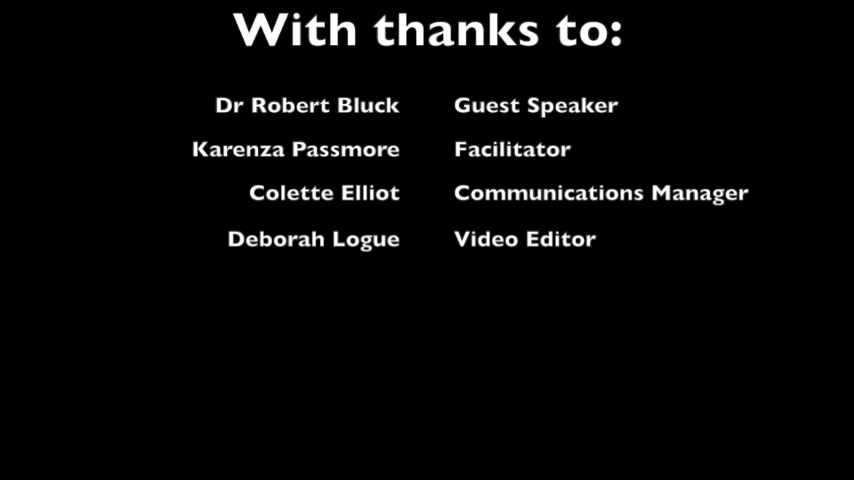 With thanks to:
Dr Robert Bluck Guest Speaker
Karenza Passmore Facilitator
Colette Elliot Communications Manager
Deborah Logue Video Editor